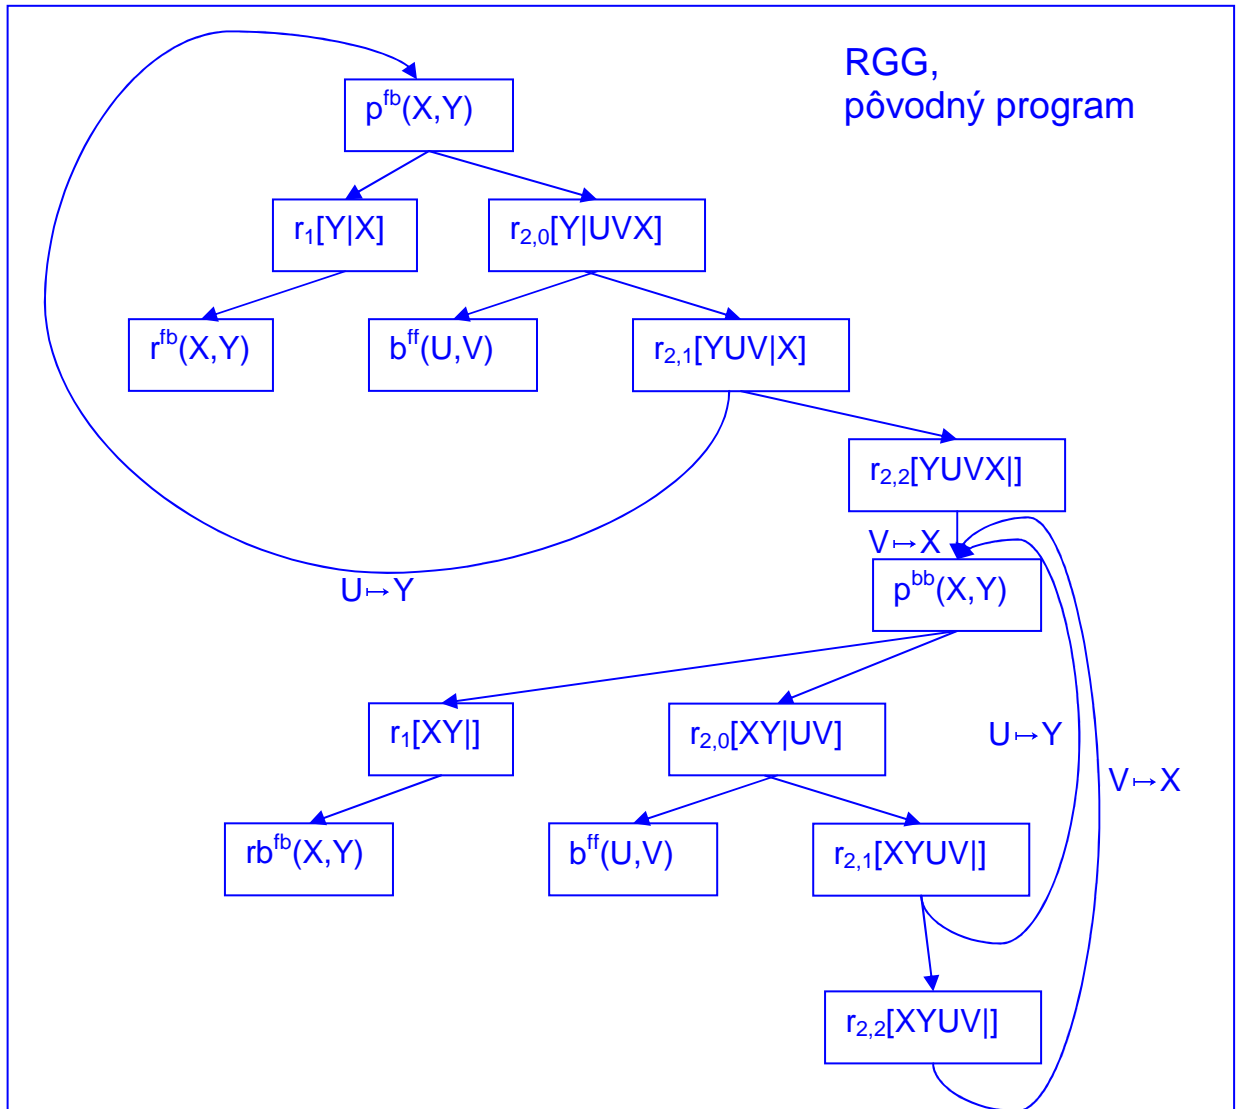 RGG,
pôvodný program
p^fb(X,Y)
r₁[Y|X]
r₂,₀[Y|UVX]
r^fb(X,Y)
b^ff(U,V)
r₂,₁[YUV|X]
r₂,₂[YUVX|]
V↦X
U↦Y
p^bb(X,Y)
r₁[XY|]
r₂,₀[XY|UV]
U↦Y
V↦X
rb^fb(X,Y)
b^ff(U,V)
r₂,₁[XYUV|]
r₂,₂[XYUV|]